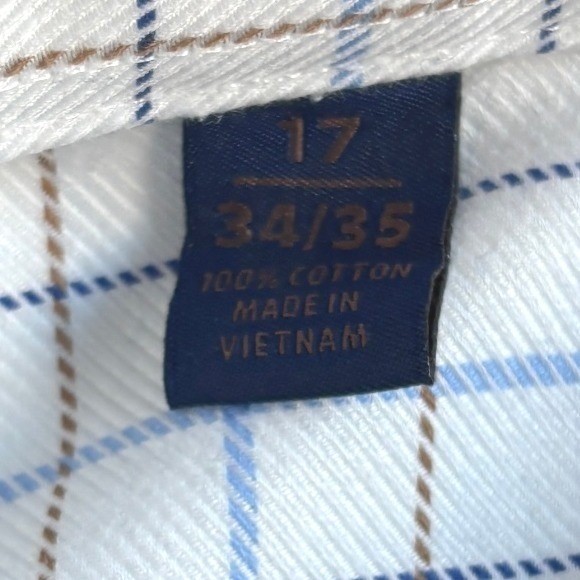 17
34/35
100% COTTON
MADE IN
VIETNAM